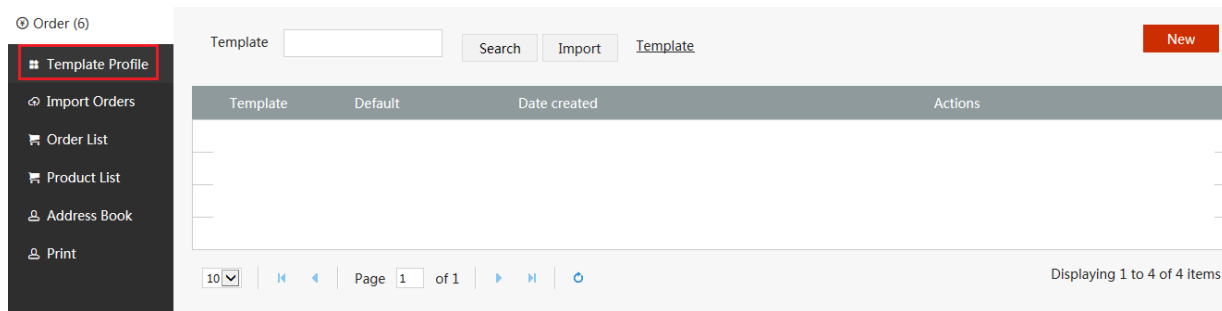 Order (6)
Template Profile
Import Orders
Order List
Product List
Address Book
Print
Template Search Import Template New
Template Default Date created Actions
10 Page 1 of 1 Displaying 1 to 4 of 4 items